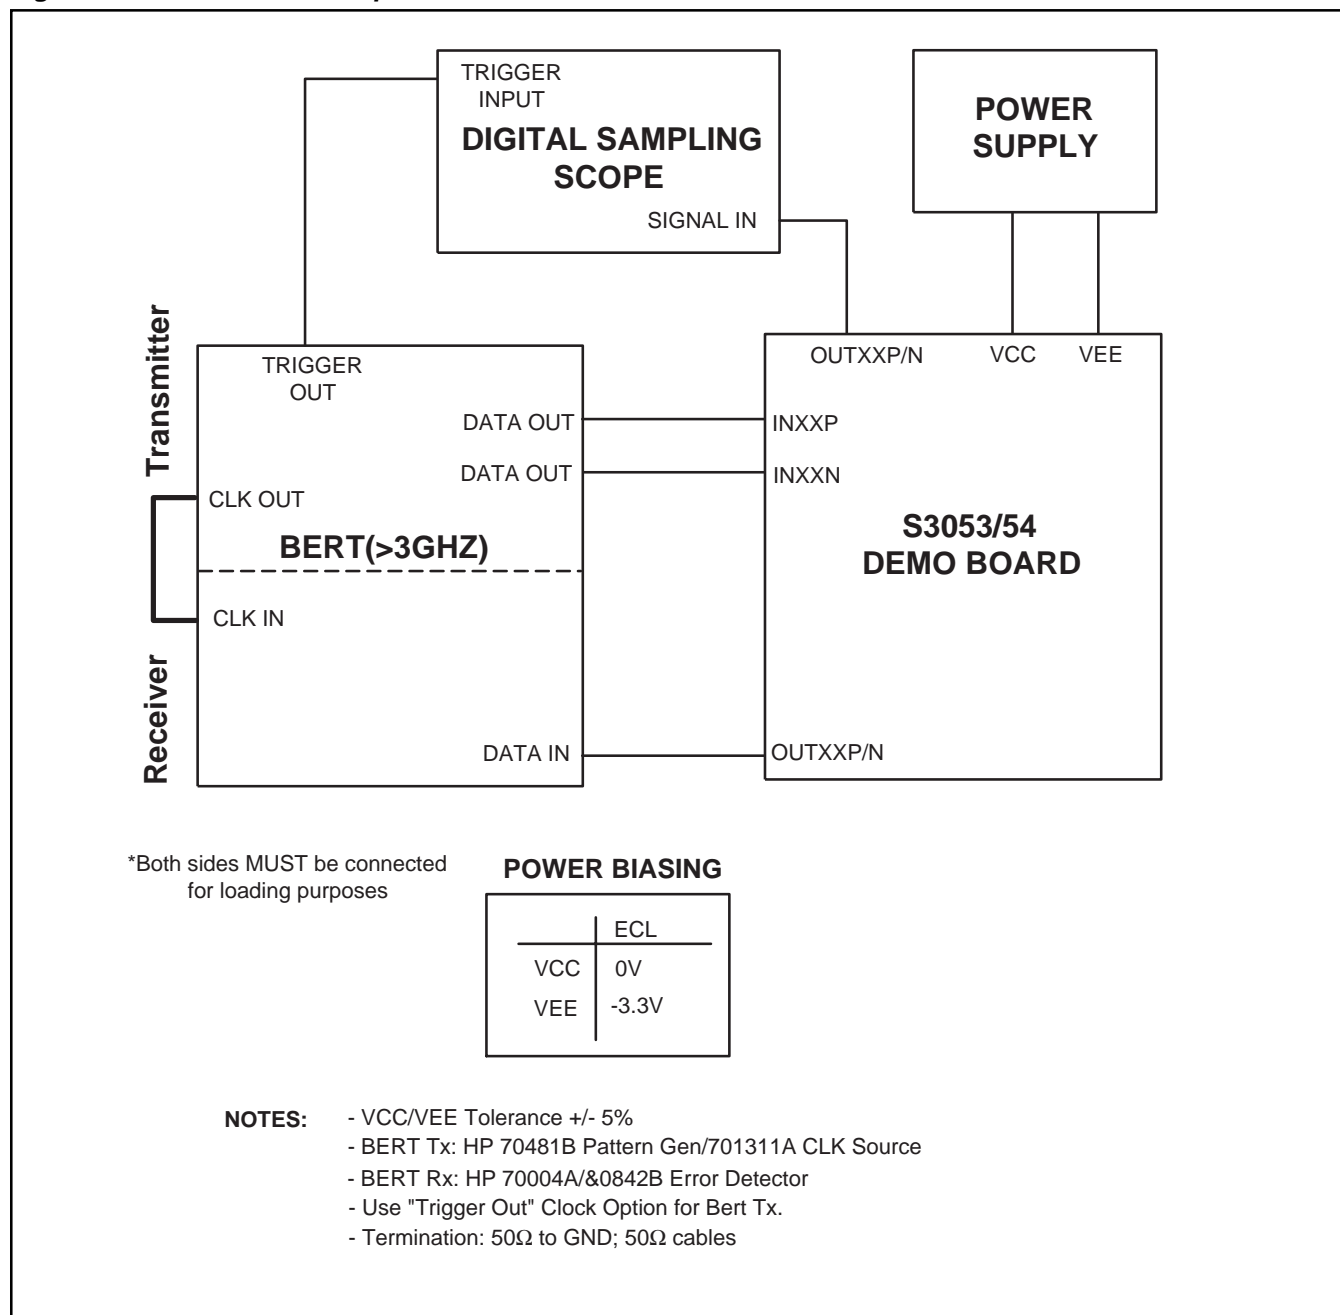 TRIGGER
INPUT
DIGITAL SAMPLING
SCOPE
SIGNAL IN
POWER
SUPPLY
Transmitter
TRIGGER
OUT
DATA OUT
DATA OUT
CLK OUT
BERT(>3GHZ)
CLK IN
Receiver
DATA IN
OUTXXP/N
VCC
VEE
INXXP
INXXN
S3053/54
DEMO BOARD
OUTXXP/N
*Both sides MUST be connected
for loading purposes
POWER BIASING
ECL
VCC 0V
VEE -3.3V
NOTES: - VCC/VEE Tolerance +/- 5%
- BERT Tx: HP 70481B Pattern Gen/701311A CLK Source
- BERT Rx: HP 70004A/&0842B Error Detector
- Use "Trigger Out" Clock Option for Bert Tx.
- Termination: 50Ω to GND; 50Ω cables